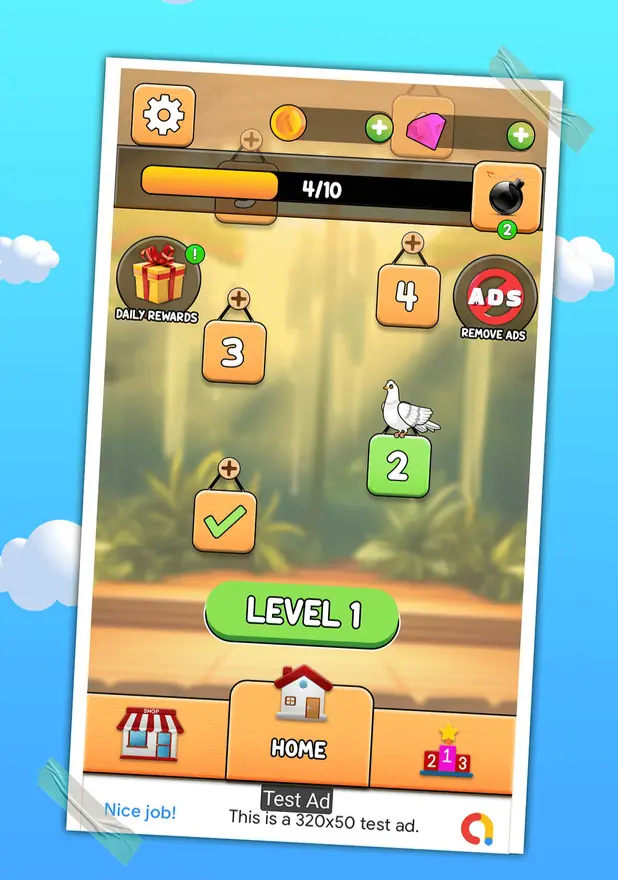 4/10
2
!
4
ADS
DAILY REWARDS
REMOVE ADS
3
2
LEVEL 1
SHOP
HOME
2 1 3
Test Ad
Nice job!
This is a 320x50 test ad.